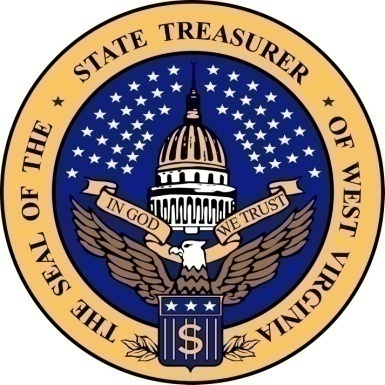 THE SEAL OF THE ★ STATE TREASURER ★ OF WEST VIRGINIA
IN GOD WE TRUST
$